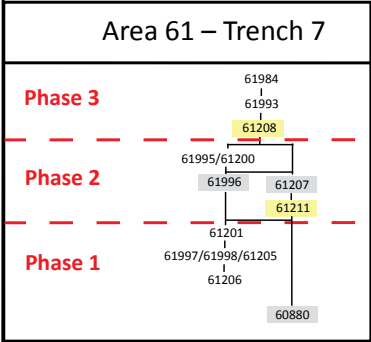 Area 61 – Trench 7
61984
Phase 3
61993
61208
61995/61200
Phase 2
61996
61207
61211
61201
61997/61998/61205
Phase 1
61206
60880